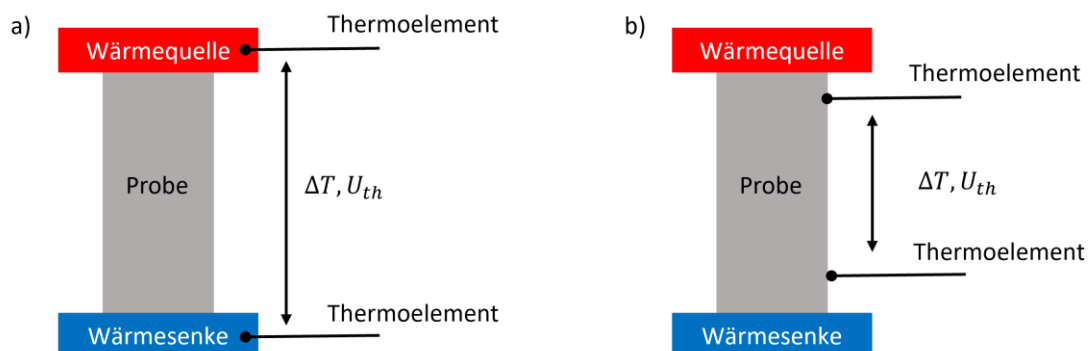 a)
Thermoelement
Wärmequelle
Probe
ΔT, U_th
Thermoelement
Wärmesenke
b)
Wärmequelle
Thermoelement
Probe
ΔT, U_th
Thermoelement
Wärmesenke